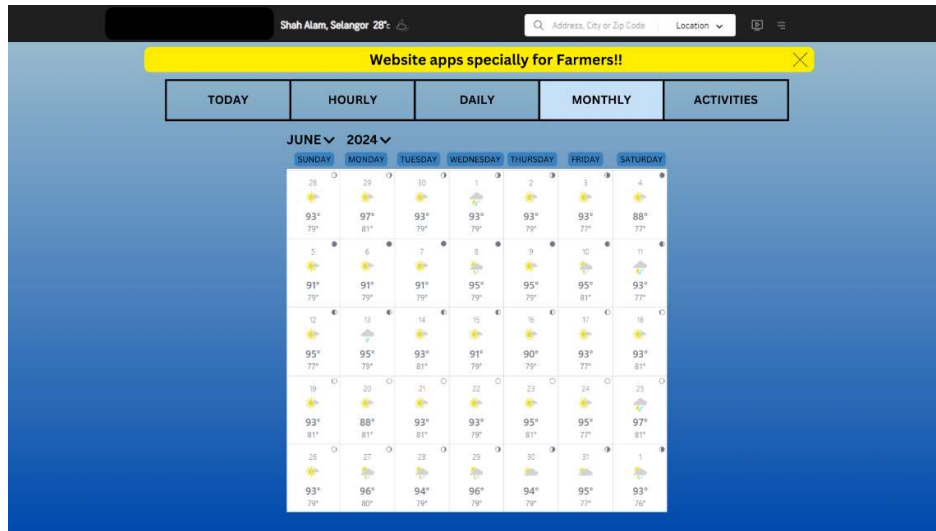 Shah Alam, Selangor 28°c Address, City or Zip Code Location
Website apps specially for Farmers!!
TODAY HOURLY DAILY MONTHLY ACTIVITIES
JUNE 2024
SUNDAY MONDAY TUESDAY WEDNESDAY THURSDAY FRIDAY SATURDAY
28 29 30 1 2 3 4
93° 97° 93° 93° 93° 93° 88°
79° 81° 79° 79° 79° 77° 77°
5 6 7 8 9 10 11
91° 91° 91° 95° 95° 95° 93°
79° 79° 79° 79° 79° 81° 77°
12 13 14 15 16 17 18
95° 95° 93° 91° 90° 93° 93°
77° 79° 81° 79° 79° 77° 81°
19 20 21 22 23 24 25
93° 88° 93° 93° 95° 95° 97°
81° 81° 81° 79° 81° 77° 81°
26 27 28 29 30 31 1
93° 96° 94° 96° 94° 95° 93°
79° 80° 79° 79° 79° 77° 76°